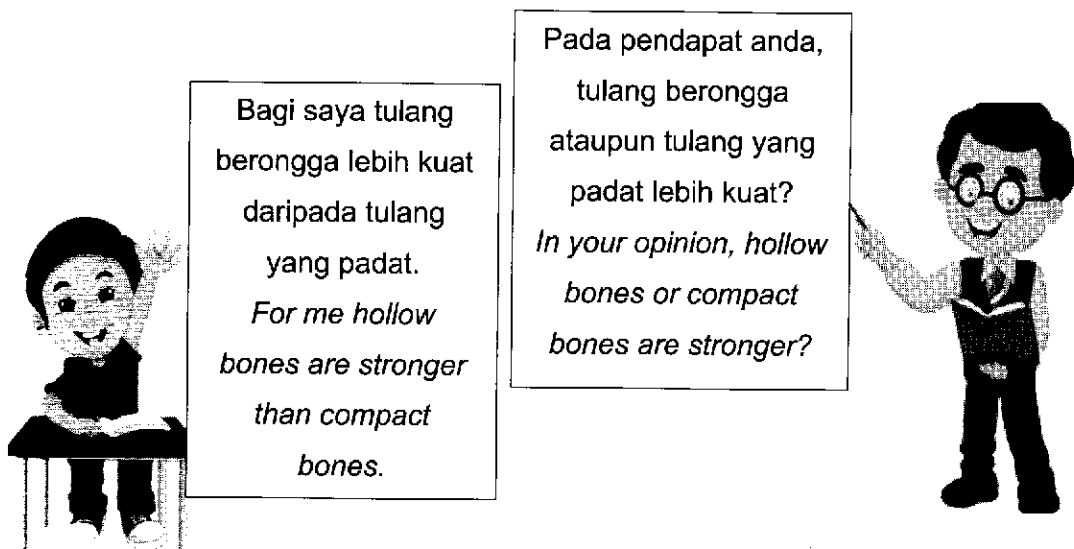 Pada pendapat anda,
tulang berongga
ataupun tulang yang
padat lebih kuat?
In your opinion, hollow
bones or compact
bones are stronger?
Bagi saya tulang
berongga lebih kuat
daripada tulang
yang padat.
For me hollow
bones are stronger
than compact
bones.